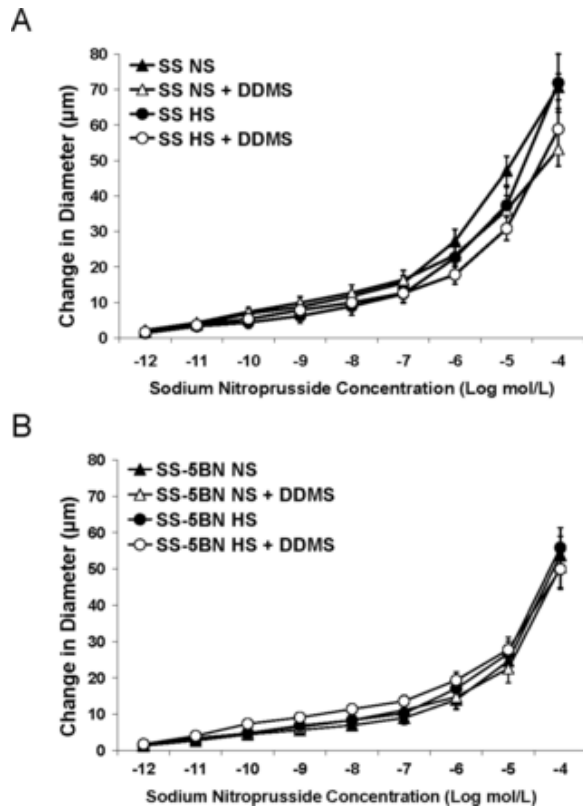 A
80
70
60
50
40
30
20
10
0
Change in Diameter (µm)
SS NS
SS NS + DDMS
SS HS
SS HS + DDMS
-12 -11 -10 -9 -8 -7 -6 -5 -4
Sodium Nitroprusside Concentration (Log mol/L)
B
80
70
60
50
40
30
20
10
0
Change in Diameter (µm)
SS-5BN NS
SS-5BN NS + DDMS
SS-5BN HS
SS-5BN HS + DDMS
-12 -11 -10 -9 -8 -7 -6 -5 -4
Sodium Nitroprusside Concentration (Log mol/L)